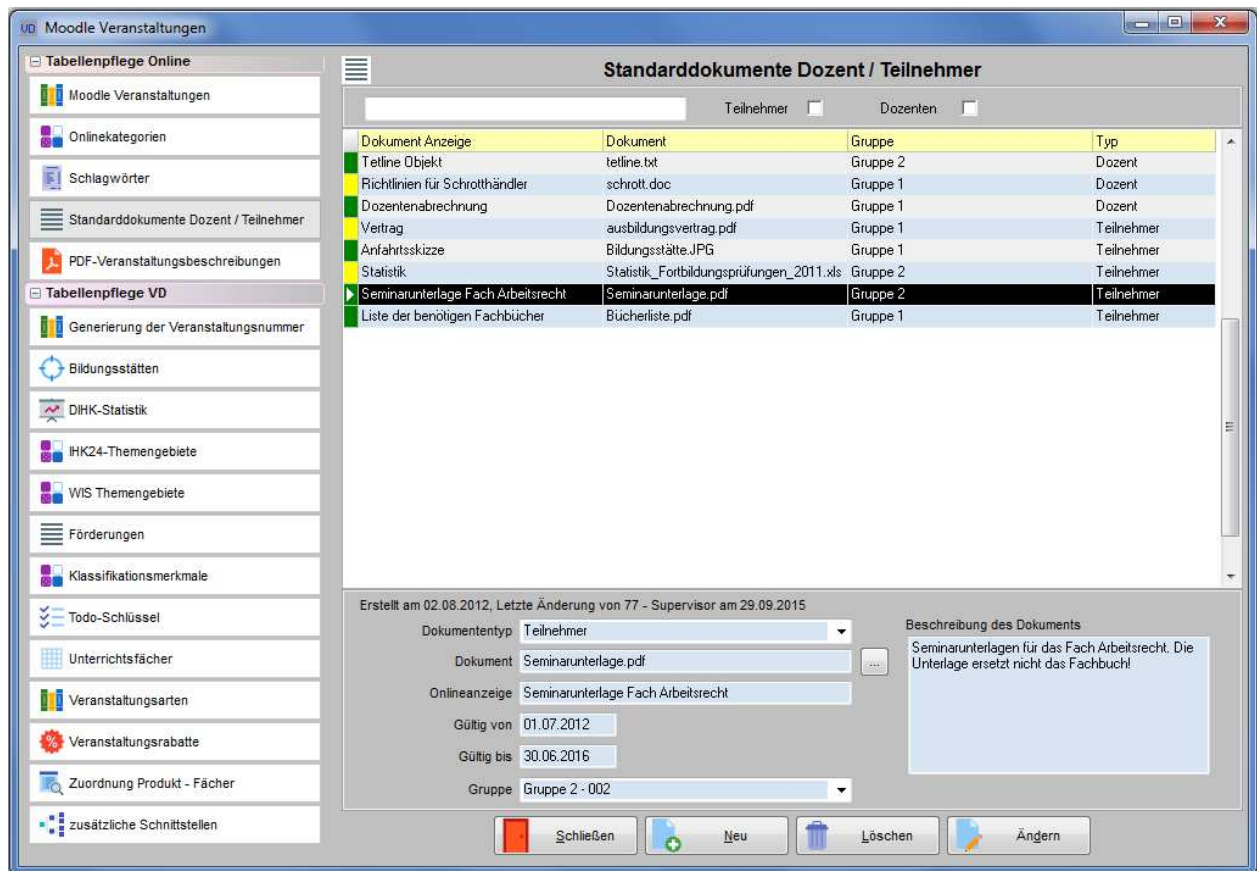 VD Moodle Veranstaltungen
Tabellenpflege Online
Moodle Veranstaltungen
Onlinekategorien
Schlagwörter
Standarddokumente Dozent / Teilnehmer
PDF-Veranstaltungsbeschreibungen
Tabellenpflege VD
Generierung der Veranstaltungsnummer
Bildungsstätten
DIHK-Statistik
IHK24-Themengebiete
WIS Themengebiete
Förderungen
Klassifikationsmerkmale
Todo-Schlüssel
Unterrichtsfächer
Veranstaltungsarten
Veranstaltungsrabatte
Zuordnung Produkt - Fächer
zusätzliche Schnittstellen
Standarddokumente Dozent / Teilnehmer
Teilnehmer Dozenten
Dokument Anzeige Dokument Gruppe Typ
Tetline Objekt tetline.txt Gruppe 2 Dozent
Richtlinien für Schrotthändler schrott.doc Gruppe 1 Dozent
Dozentenabrechnung Dozentenabrechnung.pdf Gruppe 1 Dozent
Vertrag ausbildungsvertrag.pdf Gruppe 1 Teilnehmer
Anfahrtsskizze Bildungsstätte.JPG Gruppe 1 Teilnehmer
Statistik Statistik_Fortbildungsprüfungen_2011.xls Gruppe 2 Teilnehmer
Seminarunterlage Fach Arbeitsrecht Seminarunterlage.pdf Gruppe 2 Teilnehmer
Liste der benötigen Fachbücher Bücherliste.pdf Gruppe 1 Teilnehmer
Erstellt am 02.08.2012, Letzte Änderung von 77 - Supervisor am 29.09.2015
Dokumententyp Teilnehmer
Dokument Seminarunterlage.pdf ...
Onlineanzeige Seminarunterlage Fach Arbeitsrecht
Gültig von 01.07.2012
Gültig bis 30.06.2016
Gruppe Gruppe 2 - 002
Beschreibung des Dokuments
Seminarunterlagen für das Fach Arbeitsrecht. Die
Unterlage ersetzt nicht das Fachbuch!
Schließen Neu Löschen Ändern